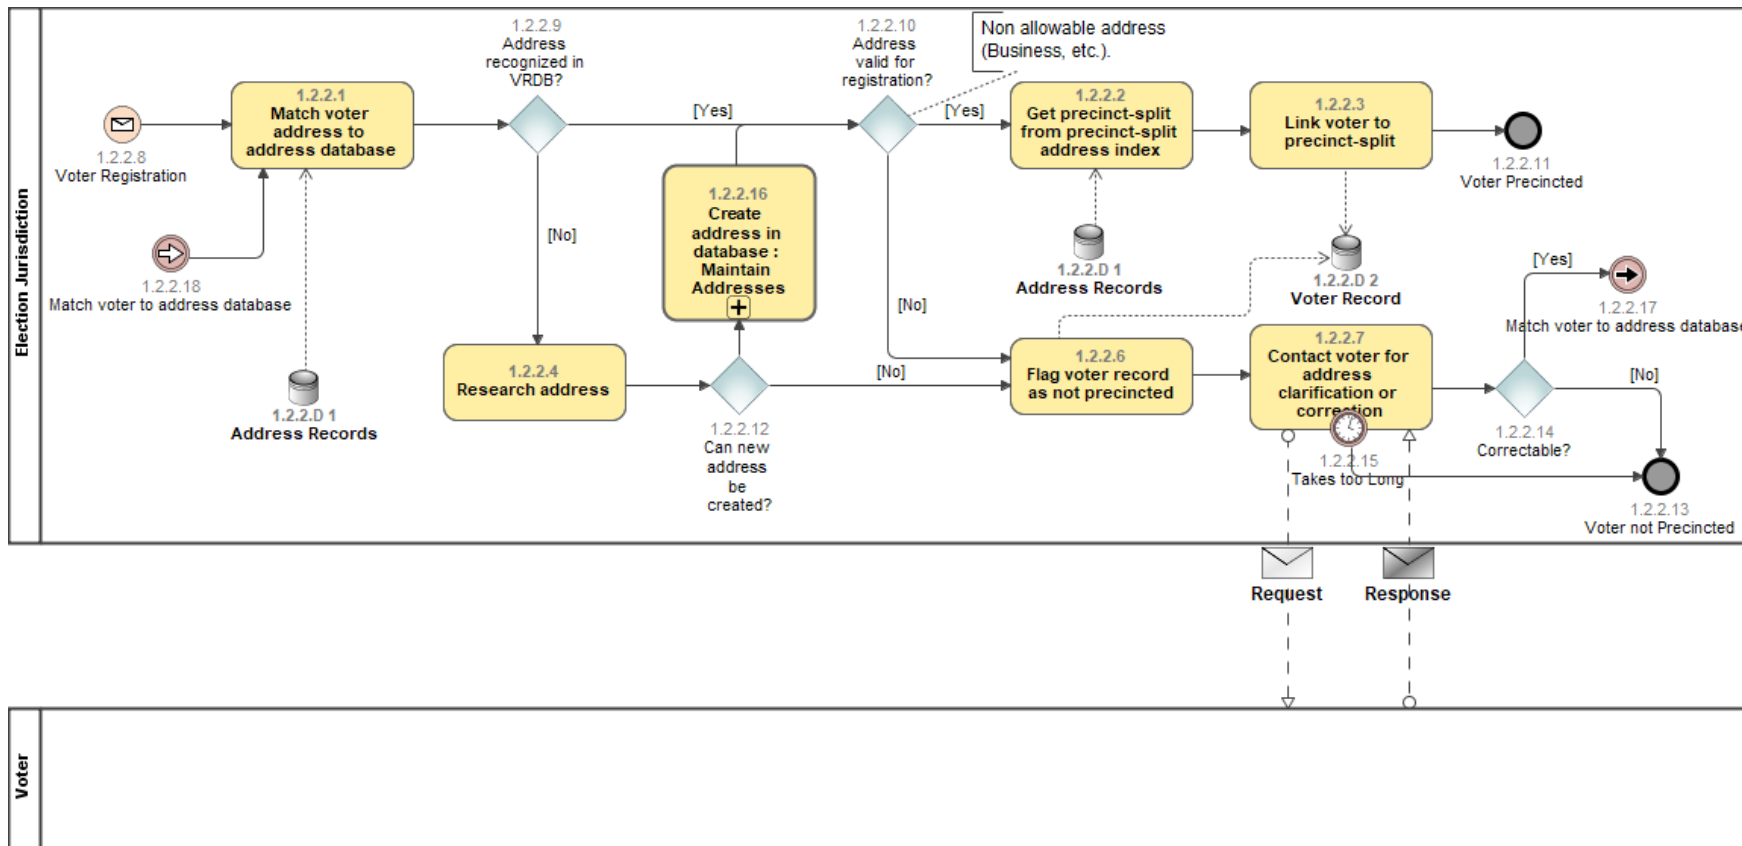 Election Jurisdiction
1.2.2.8
Voter Registration
1.2.2.18
Match voter to address database
1.2.2.1
Match voter
address to
address database
1.2.2.D 1
Address Records
1.2.2.9
Address
recognized in
VRDB?
[Yes]
[No]
1.2.2.4
Research address
1.2.2.16
Create
address in
database :
Maintain
Addresses
1.2.2.12
Can new
address
be
created?
[No]
1.2.2.10
Address
valid for
registration?
Non allowable address
(Business, etc.).
[Yes]
[No]
1.2.2.2
Get precinct-split
from precinct-split
address index
1.2.2.D 1
Address Records
1.2.2.3
Link voter to
precinct-split
1.2.2.11
Voter Precincted
1.2.2.D 2
Voter Record
1.2.2.6
Flag voter record
as not precincted
1.2.2.7
Contact voter for
address
clarification or
correction
1.2.2.15
Takes too Long
[Yes]
1.2.2.17
Match voter to address database
[No]
1.2.2.14
Correctable?
1.2.2.13
Voter not Precincted
Request
Response
Voter